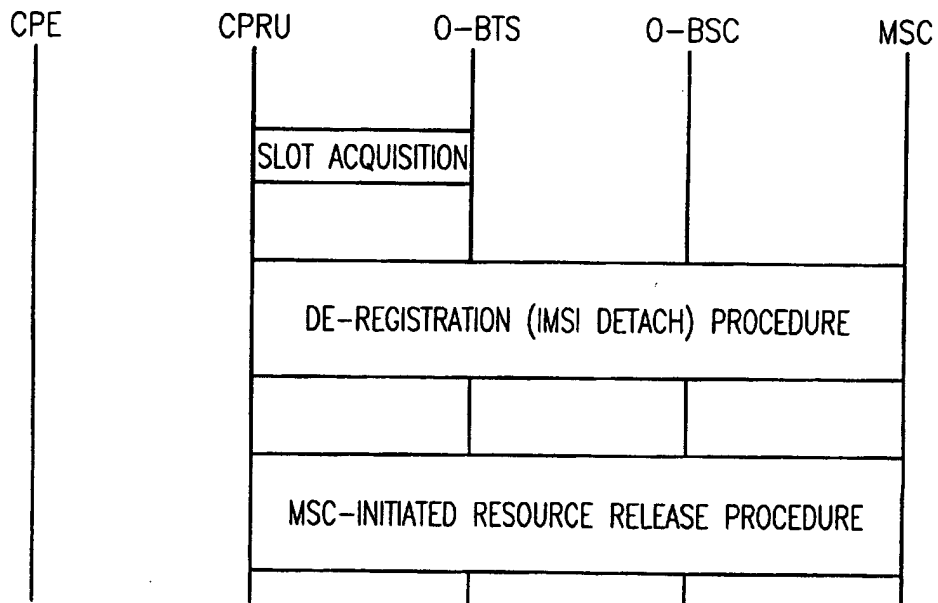 CPE CPRU O-BTS O-BSC MSC
SLOT ACQUISITION
DE-REGISTRATION (IMSI DETACH) PROCEDURE
MSC-INITIATED RESOURCE RELEASE PROCEDURE